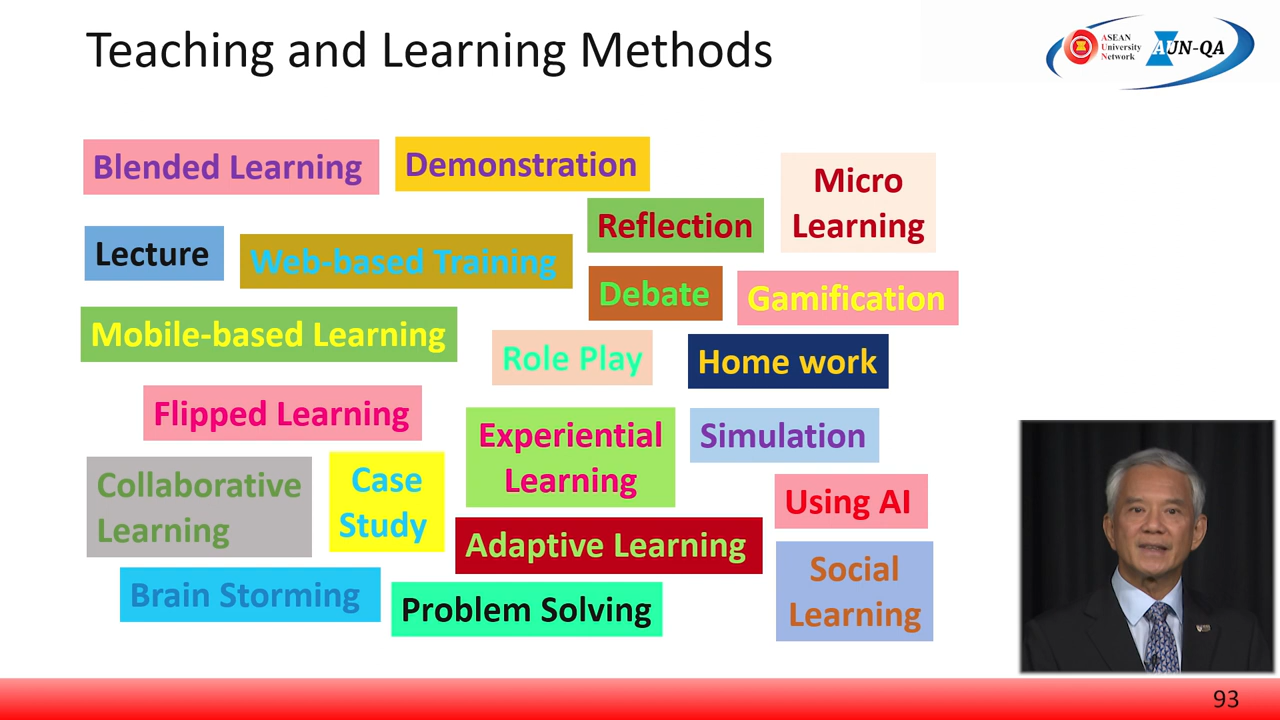 Teaching and Learning Methods
ASEAN
University
Network
AUN-QA
Blended Learning
Demonstration
Micro
Learning
Reflection
Lecture
Web-based Training
Debate
Gamification
Mobile-based Learning
Role Play
Home work
Flipped Learning
Experiential
Learning
Simulation
Collaborative
Learning
Case
Study
Using AI
Adaptive Learning
Social
Learning
Brain Storming
Problem Solving
93